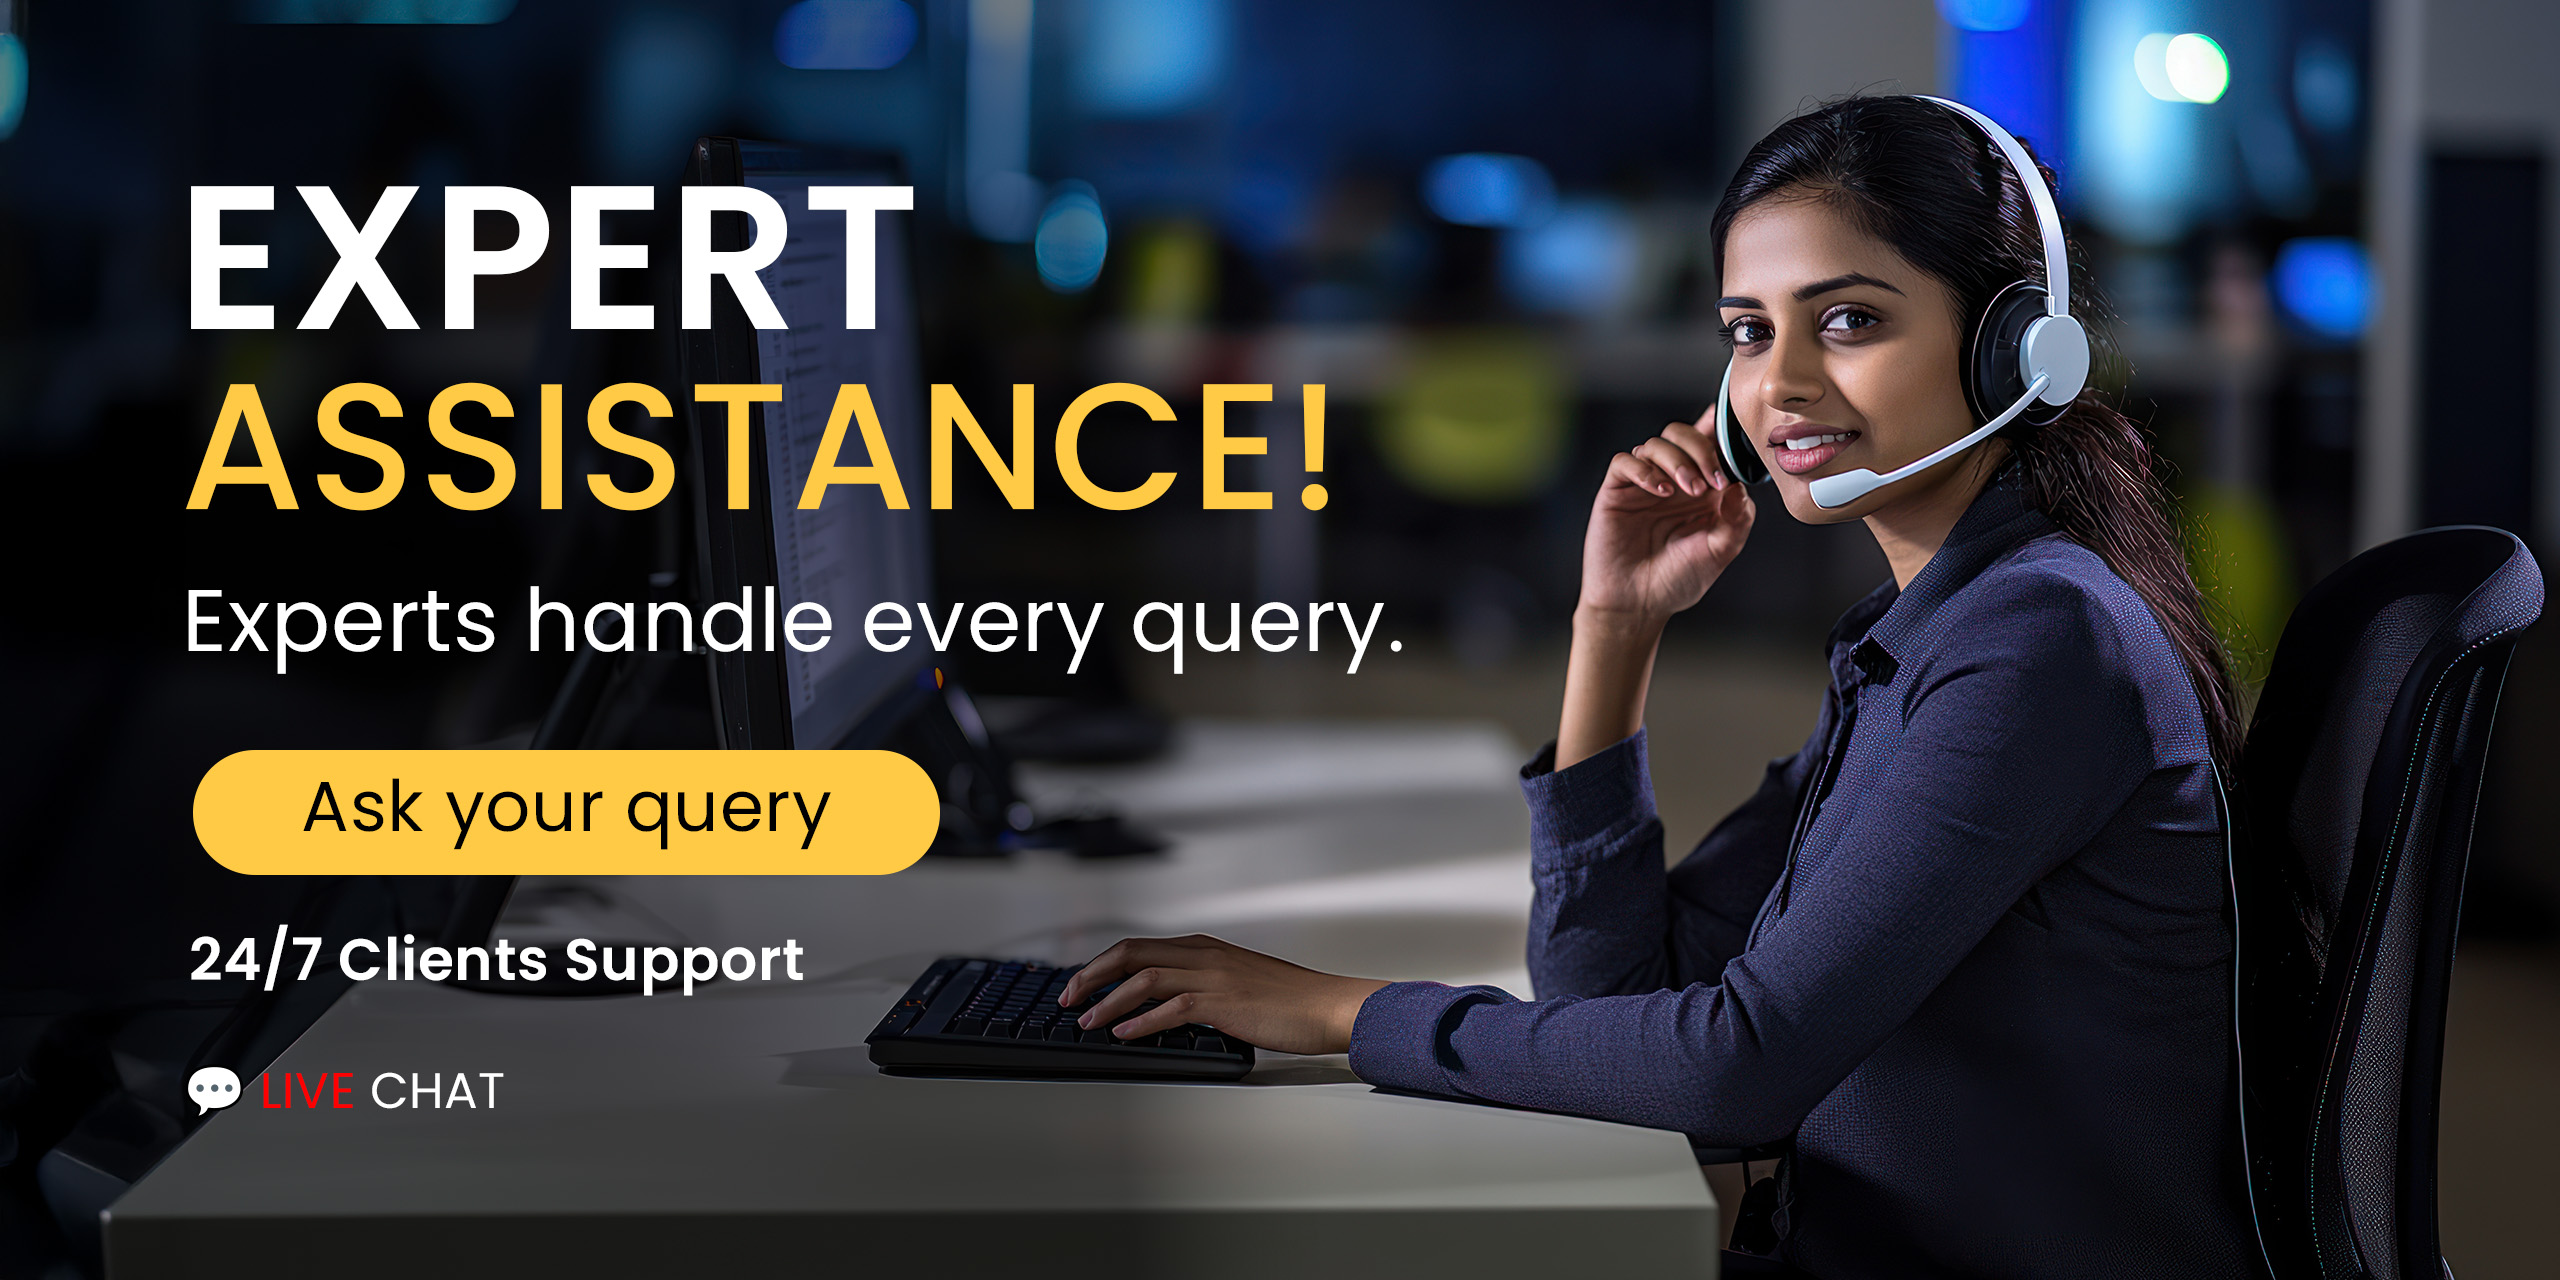 EXPERT
ASSISTANCE!
Experts handle every query.
Ask your query
24/7 Clients Support
LIVE CHAT